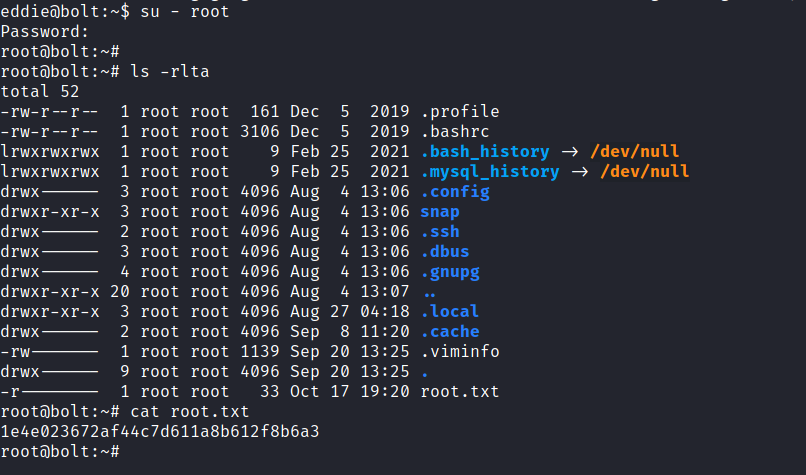 eddie@bolt:~$ su - root
Password:
root@bolt:~#
root@bolt:~# ls -rlta
total 52
-rw-r--r--  1 root root  161 Dec  5  2019 .profile
-rw-r--r--  1 root root 3106 Dec  5  2019 .bashrc
lrwxrwxrwx  1 root root    9 Feb 25  2021 .bash_history -> /dev/null
lrwxrwxrwx  1 root root    9 Feb 25  2021 .mysql_history -> /dev/null
drwx------  3 root root 4096 Aug  4 13:06 .config
drwxr-xr-x  3 root root 4096 Aug  4 13:06 snap
drwx------  2 root root 4096 Aug  4 13:06 .ssh
drwx------  3 root root 4096 Aug  4 13:06 .dbus
drwx------  4 root root 4096 Aug  4 13:06 .gnupg
drwxr-xr-x 20 root root 4096 Aug  4 13:07 ..
drwxr-xr-x  3 root root 4096 Aug 27 04:18 .local
drwx------  2 root root 4096 Sep  8 11:20 .cache
-rw-------  1 root root 1139 Sep 20 13:25 .viminfo
drwx------  9 root root 4096 Sep 20 13:25 .
-r--------  1 root root   33 Oct 17 19:20 root.txt
root@bolt:~# cat root.txt
1e4e023672af44c7d611a8b612f8b6a3
root@bolt:~#